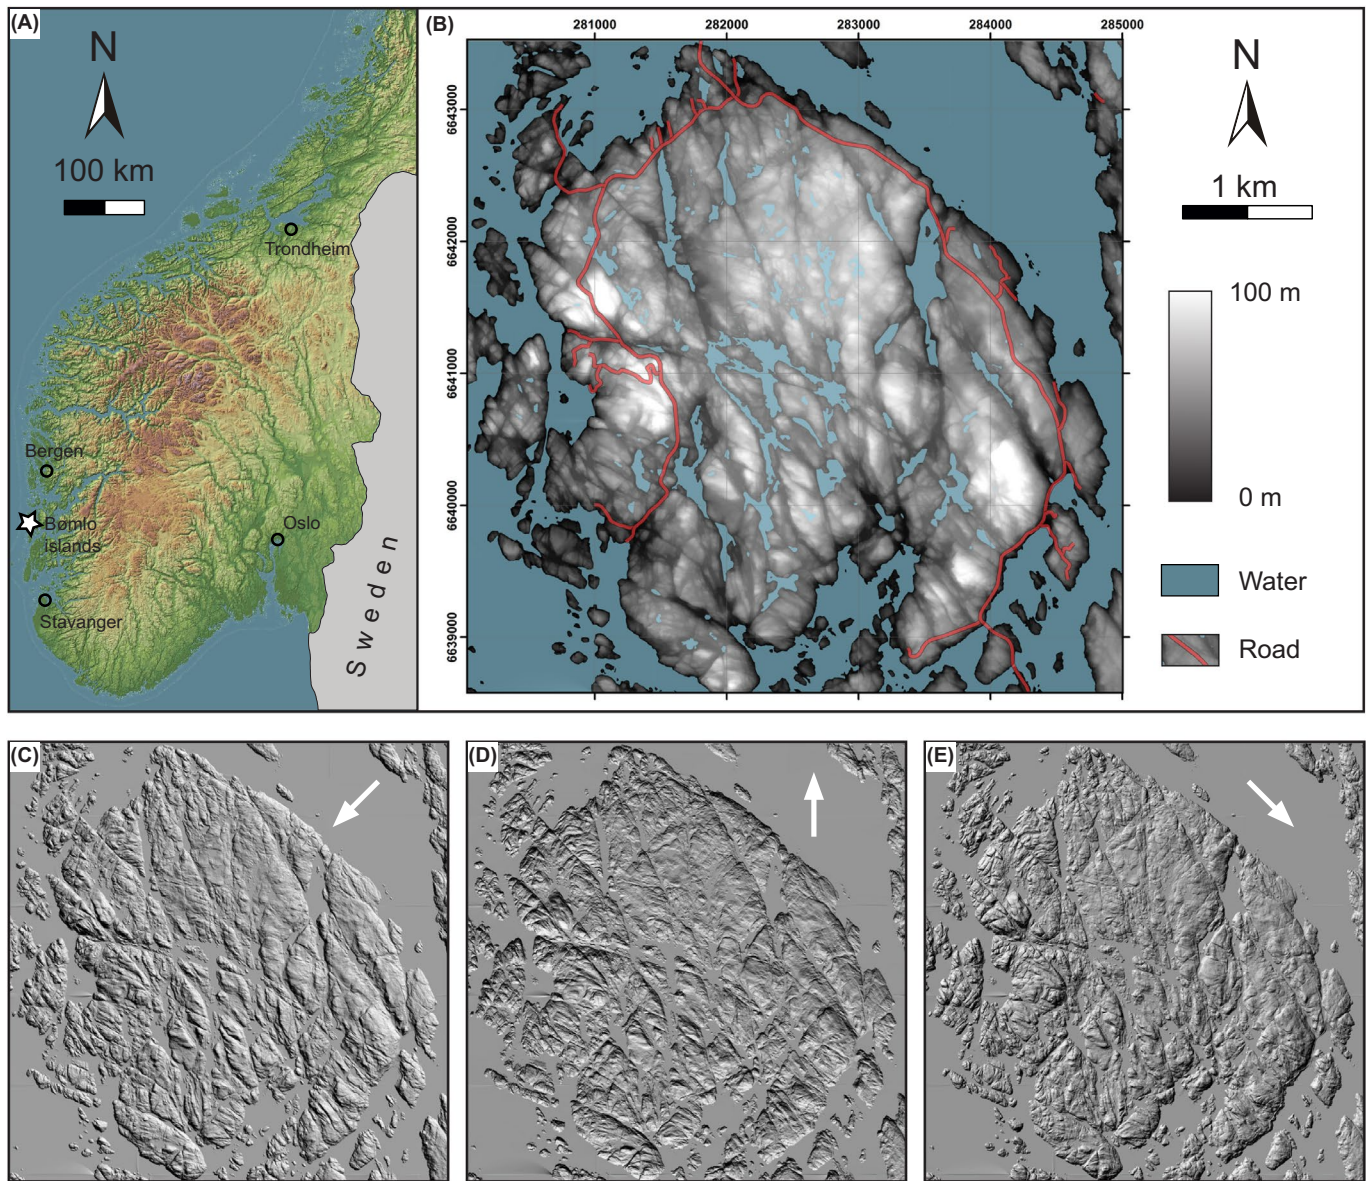 (A)
N
100 km
Trondheim
Bergen
Bømlo
islands
Oslo
Stavanger
Sweden
(B)
281000
282000
283000
284000
285000
6643000
6642000
6641000
6640000
6639000
N
1 km
100 m
0 m
Water
Road
(C)
(D)
(E)